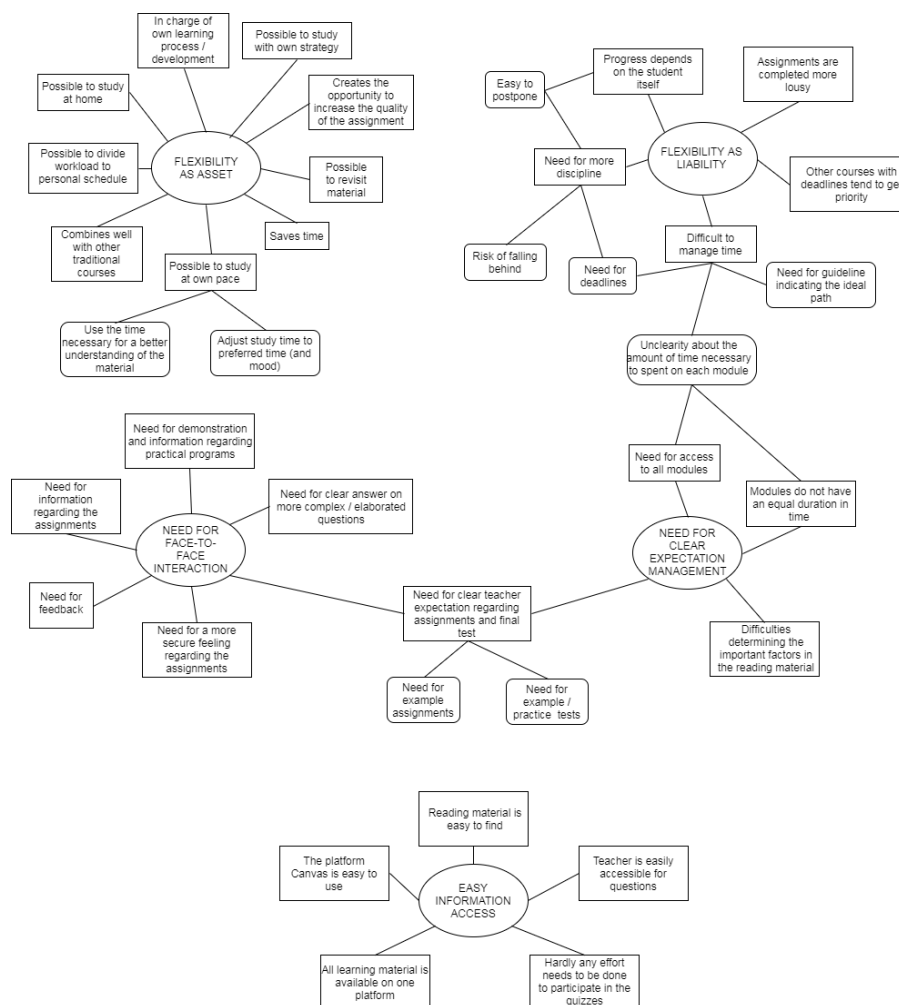 In charge of
own learning
process /
development
Possible to study
with own strategy
Possible to study
at home
Creates the
opportunity to
increase the quality
of the assignment
FLEXIBILITY
AS ASSET
Possible to divide
workload to
personal schedule
Possible
to revisit
material
Combines well
with other
traditional
courses
Saves time
Possible to study
at own pace
Use the time
necessary for a better
understanding of the
material
Adjust study time to
preferred time (and
mood)
Progress depends
on the student
itself
Assignments are
completed more
lousy
Easy to
postpone
FLEXIBILITY AS
LIABILITY
Need for more
discipline
Other courses with
deadlines tend to ge
priority
Risk of falling
behind
Need for
deadlines
Difficult to
manage time
Need for guideline
indicating the ideal
path
Unclearity about the
amount of time necessary
to spent on each module
Need for access
to all modules
Modules do not have
an equal duration in
time
NEED FOR
CLEAR
EXPECTATION
MANAGEMENT
Difficulties
determining the
important factors in
the reading material
Need for demonstration
and information regarding
practical programs
Need for
information
regarding the
assignments
Need for clear answer on
more complex / elaborated
questions
NEED FOR
FACE-TO-
FACE
INTERACTION
Need for
feedback
Need for a more
secure feeling
regarding the
assignments
Need for clear teacher
expectation regarding
assignments and final
test
Need for
example
assignments
Need for
example /
practice tests
Reading material is
easy to find
The platform
Canvas is easy to
use
Teacher is easily
accessible for
questions
EASY
INFORMATION
ACCESS
All learning material is
available on one
platform
Hardly any effort
needs to be done
to participate in the
quizzes